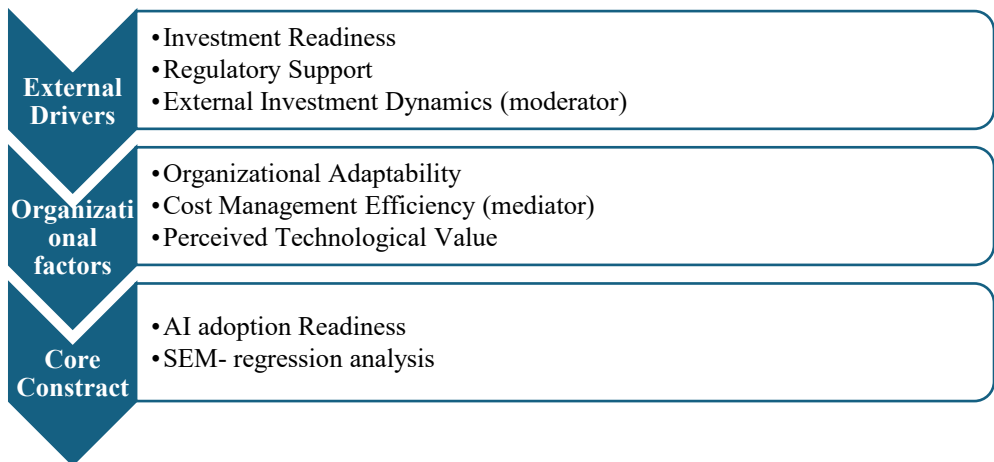 External
Drivers
•Investment Readiness
•Regulatory Support
•External Investment Dynamics (moderator)
Organizati
onal
factors
•Organizational Adaptability
•Cost Management Efficiency (mediator)
•Perceived Technological Value
Core
Constract
•AI adoption Readiness
•SEM- regression analysis